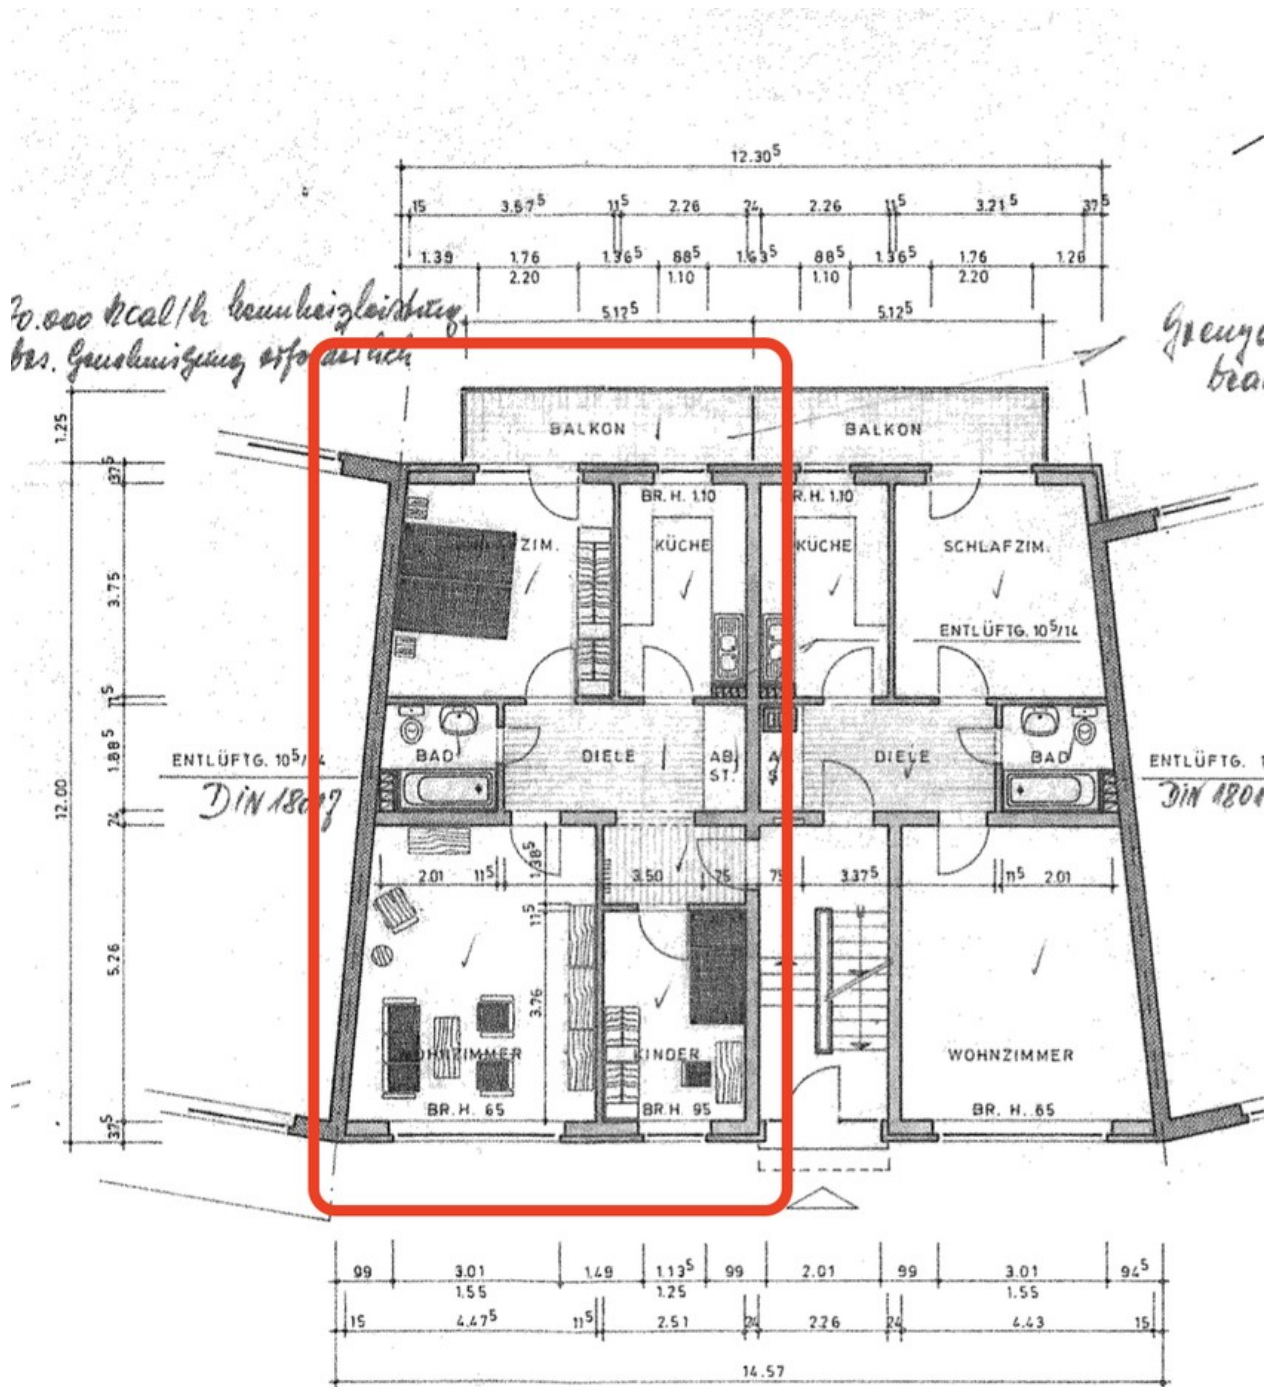 12.30⁵
15 3.67⁵ 11⁵ 2.26 24 2.26 11⁵ 3.21⁵ 37⁵
1.39 1.76 1.36⁵ 88⁵ 1.63⁵ 88⁵ 1.36⁵ 1.76 1.26
2.20 1.10 1.10 2.20
5.12⁵ 5.12⁵
bes. Genehmigung erforderlich
1.25
BALKON BALKON
37⁵
BR. H. 1.10 BR. H. 1.10
KÜCHE KÜCHE SCHLAFZIM.
3.75
ENTLÜFTG. 10⁵/14
11⁵
1.88⁵
BAD DIELE AB ST. DIELE BAD
ENTLÜFTG. 10⁵/14 ENTLÜFTG.
DIN 18017 DIN 1801
12.00
24
2.01 11⁵ 1.38⁵ 3.50 75 75 3.37⁵ 11⁵ 2.01
11⁵
5.26
3.76
WOHNZIMMER KINDER WOHNZIMMER
BR. H. 65 BR. H. 95 BR. H. 65
37⁵
99 3.01 1.49 1.13⁵ 99 2.01 99 3.01 94⁵
1.55 1.25 1.55
15 4.47⁵ 11⁵ 2.51 24 2.26 24 4.43 15
14.57